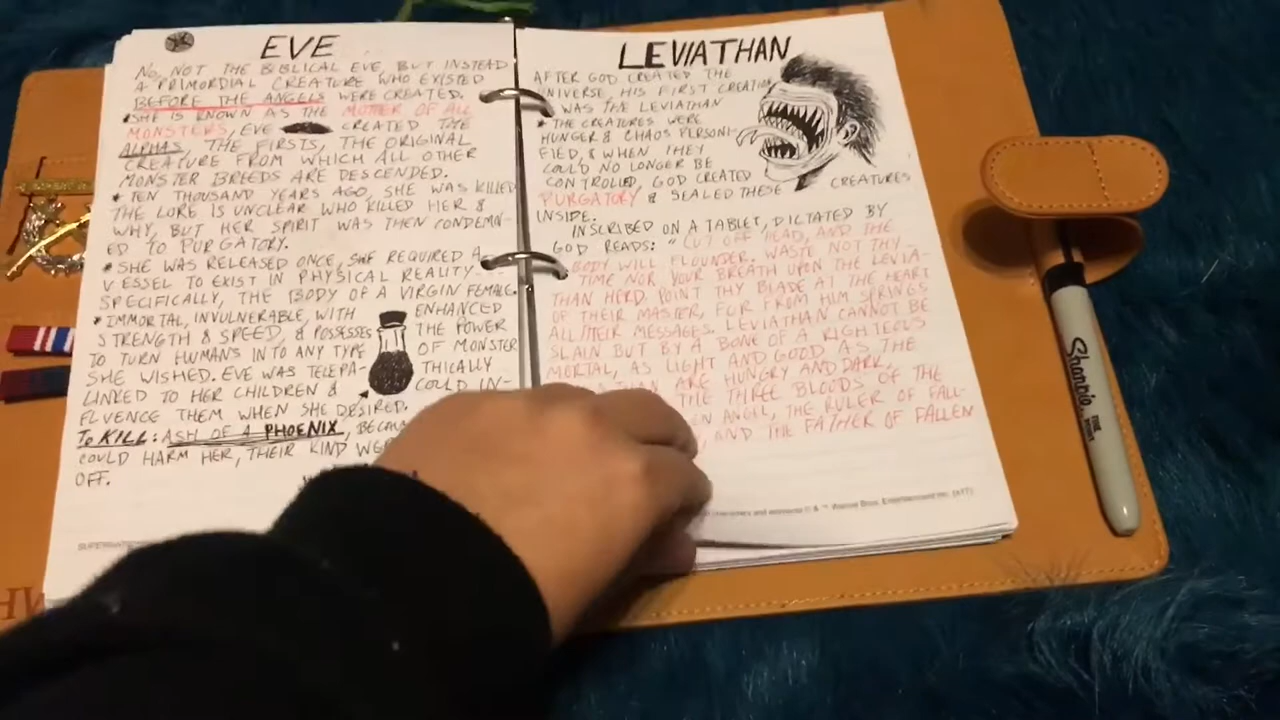 EVE
NO, NOT THE BIBLICAL EVE, BUT INSTEAD
A PRIMORDIAL CREATURE WHO EXISTED
BEFORE THE ANGELS WERE CREATED.
SHE IS KNOWN AS THE MOTHER OF ALL
MONSTERS, EVE CREATED THE
ALPHAS, THE FIRSTS, THE ORIGINAL
CREATURE FROM WHICH ALL OTHER
MONSTER BREEDS ARE DESCENDED.
* TEN THOUSAND YEARS AGO, SHE WAS KILLED
THE LORE IS UNCLEAR WHO KILLED HER &
WHY, BUT HER SPIRIT WAS THEN CONDEMN-
ED TO PURGATORY.
* SHE WAS RELEASED ONCE, SHE REQUIRED A
VESSEL TO EXIST IN PHYSICAL REALITY-
SPECIFICALLY, THE BODY OF A VIRGIN FEMALE.
* IMMORTAL, INVULNERABLE, WITH ENHANCED
STRENGTH & SPEED, & POSSESSES THE POWER
TO TURN HUMANS INTO ANY TYPE OF MONSTER
SHE WISHED. EVE WAS TELEPA- THICALLY
LINKED TO HER CHILDREN & COULD IN-
FLUENCE THEM WHEN SHE DESIRED.
TO KILL: ASH OF A PHOENIX,
COULD HARM HER, THEIR KIND
OFF.
LEVIATHAN
AFTER GOD CREATED THE
UNIVERSE, HIS FIRST CREATION
WAS THE LEVIATHAN
* THE CREATURES WERE
HUNGER & CHAOS PERSONI-
FIED, & WHEN THEY
COULD NO LONGER BE
CONTROLLED, GOD CREATED
PURGATORY & SEALED THESE CREATURES
INSIDE.
INSCRIBED ON A TABLET, DICTATED BY
GOD READS: "CUT OFF HEAD, AND THE
BODY WILL FLOUNDER. WASTE NOT THY
TIME NOR YOUR BREATH UPON THE LEVIA-
THAN HERD. POINT THY BLADE AT THE HEART
OF THEIR MASTER, FUR FROM HIM SPRINGS
ALL THEIR MESSAGES. LEVIATHAN CANNOT BE
SLAIN BUT BY A BONE OF A RIGHTEOUS
MORTAL, AS LIGHT AND GOOD AS THE
ARE HUNGRY AND DARK.
THE THREE BLOODS OF THE
ANGEL, THE RULER OF FALL-
AND THE FATHER OF FALLEN
characters and elements © & ™ Warner Bros. Entertainment Inc.
Sharpie
FINE POINT